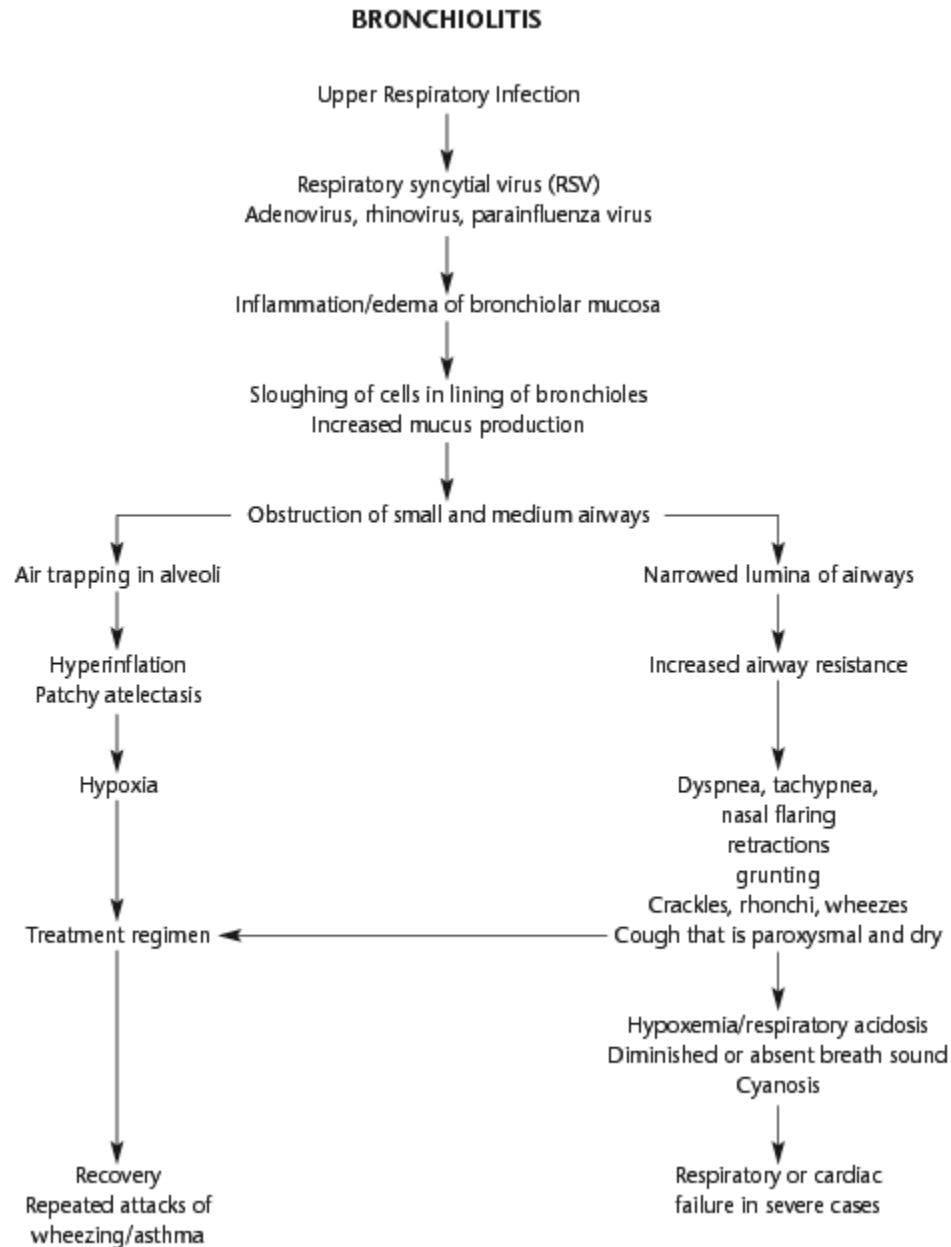 BRONCHIOLITIS
Upper Respiratory Infection
Respiratory syncytial virus (RSV)
Adenovirus, rhinovirus, parainfluenza virus
Inflammation/edema of bronchiolar mucosa
Sloughing of cells in lining of bronchioles
Increased mucus production
Obstruction of small and medium airways
Air trapping in alveoli
Hyperinflation
Patchy atelectasis
Hypoxia
Treatment regimen
Recovery
Repeated attacks of
wheezing/asthma
Narrowed lumina of airways
Increased airway resistance
Dyspnea, tachypnea,
nasal flaring
retractions
grunting
Crackles, rhonchi, wheezes
Cough that is paroxysmal and dry
Hypoxemia/respiratory acidosis
Diminished or absent breath sound
Cyanosis
Respiratory or cardiac
failure in severe cases